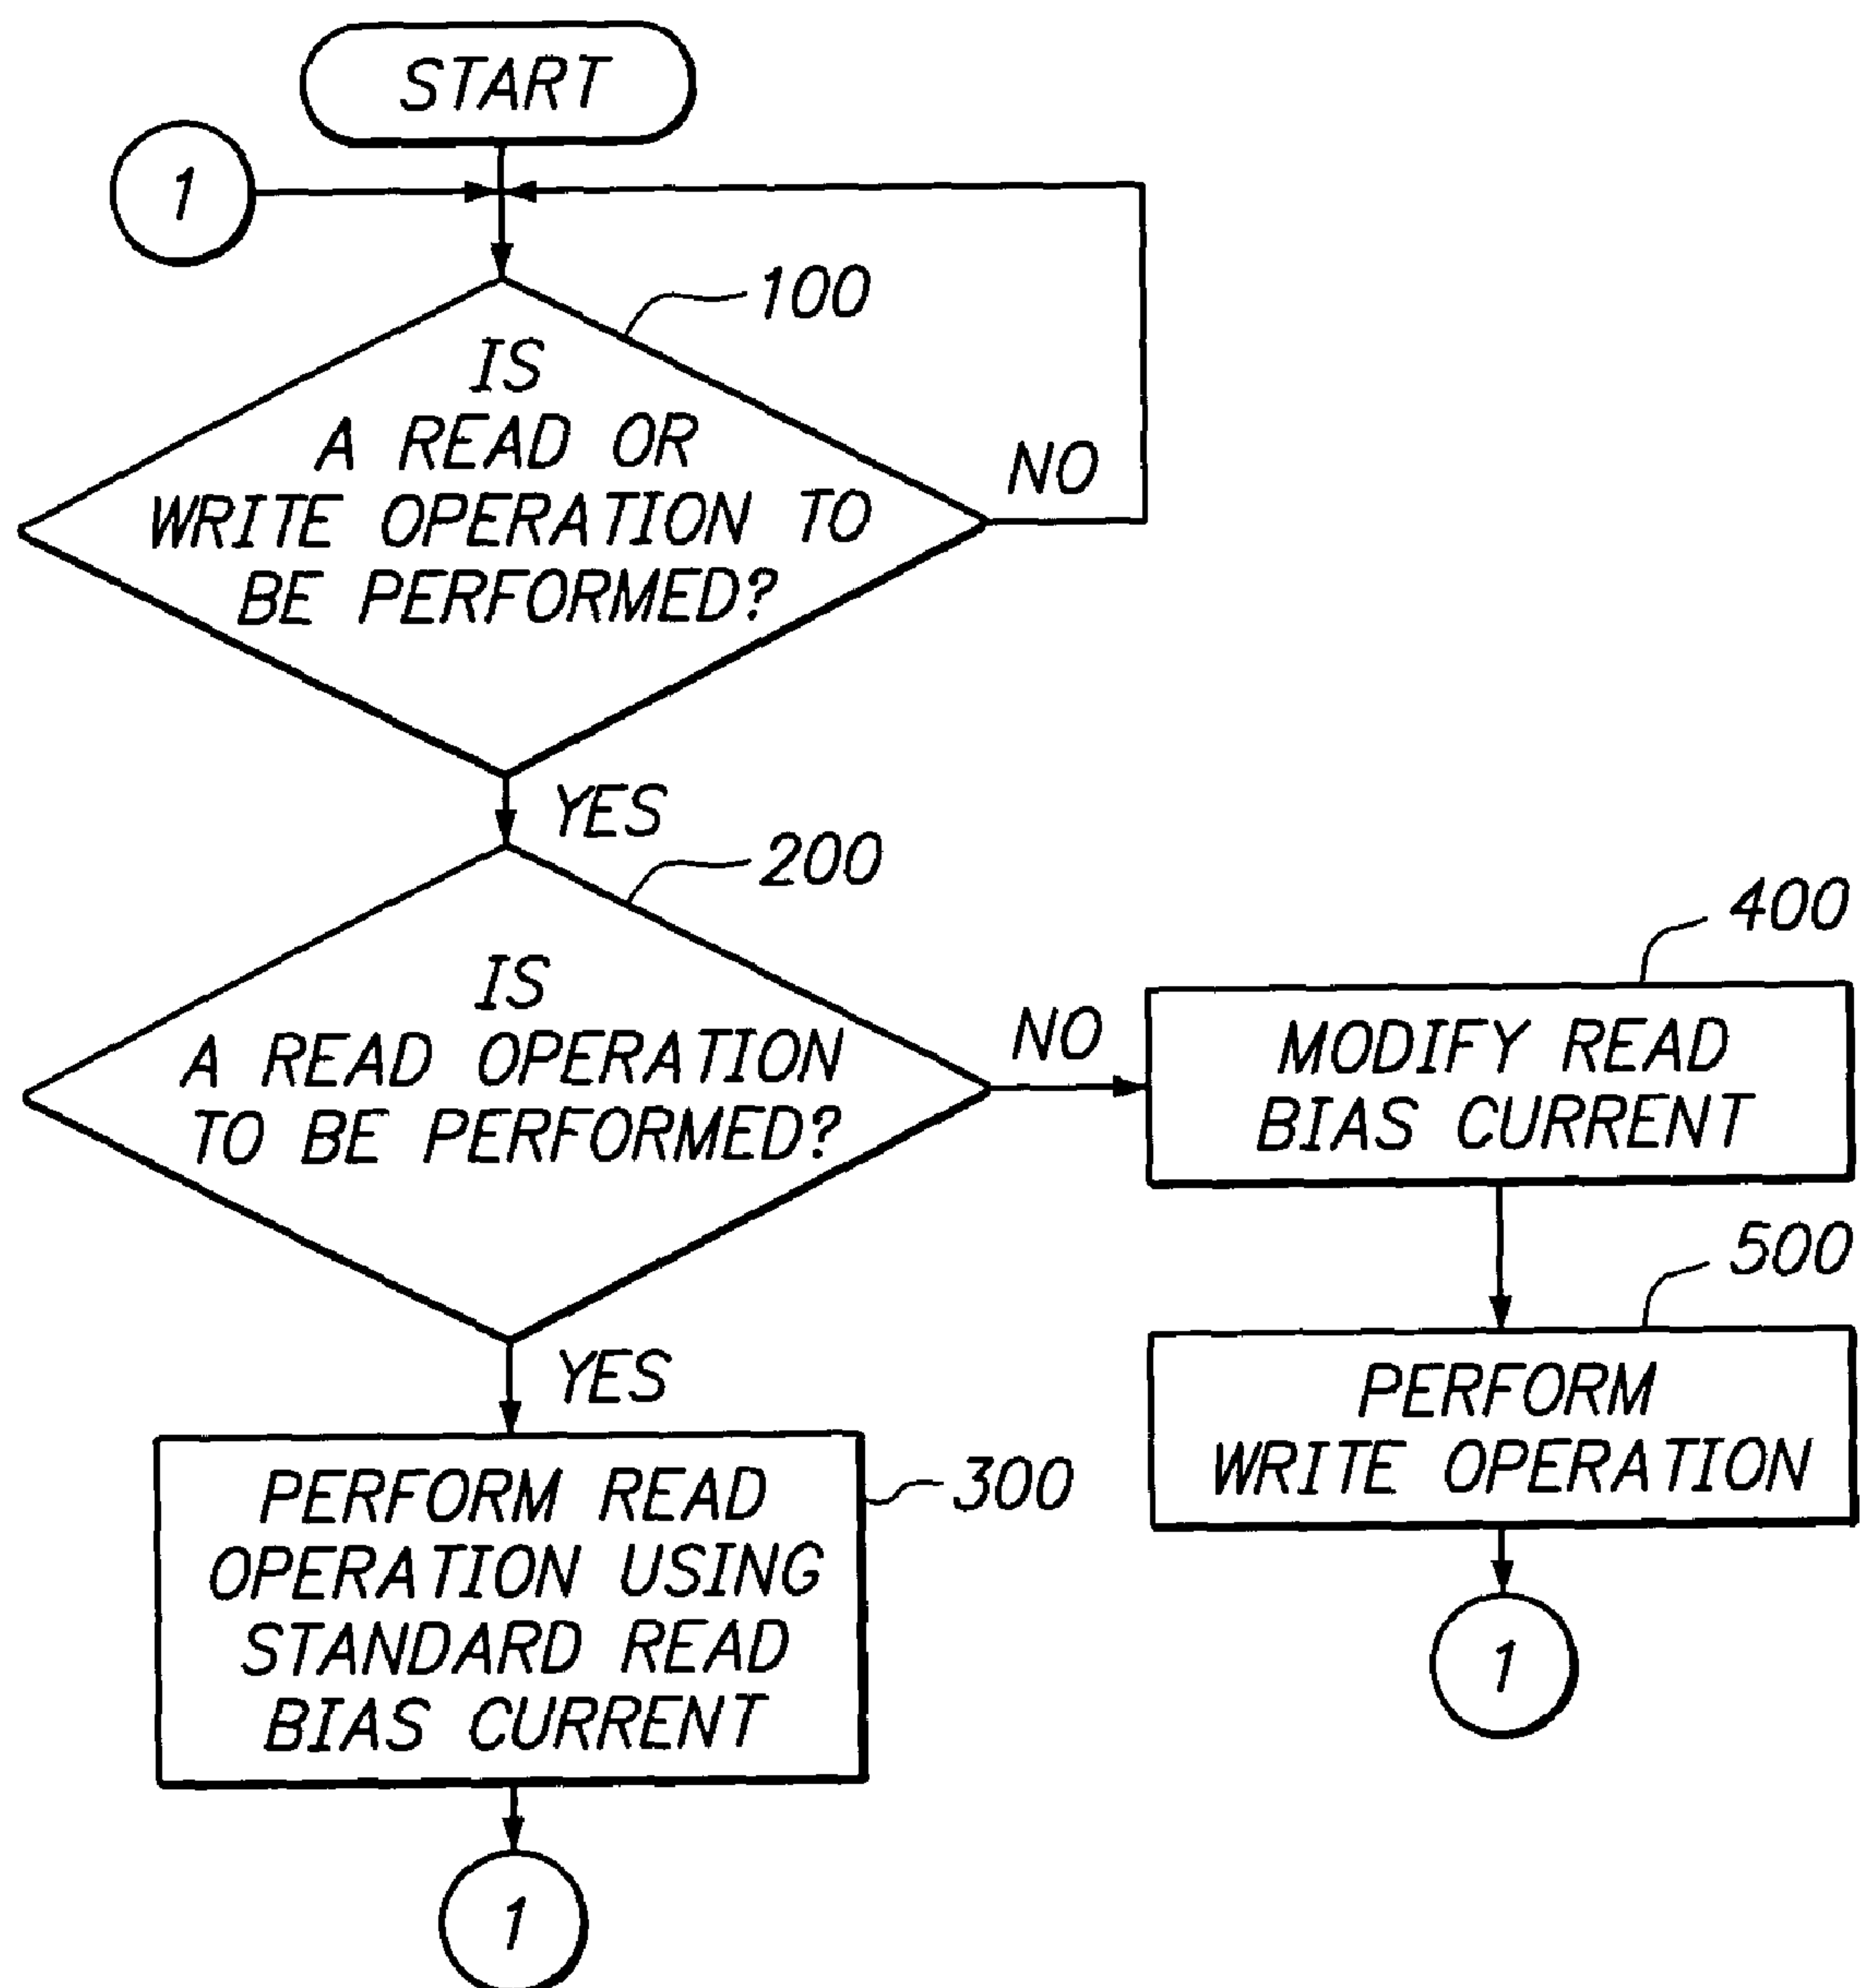 START
1
100
IS
A READ OR
WRITE OPERATION TO
BE PERFORMED?
NO
YES
200
IS
A READ OPERATION
TO BE PERFORMED?
NO
400
MODIFY READ
BIAS CURRENT
500
PERFORM
WRITE OPERATION
1
YES
300
PERFORM READ
OPERATION USING
STANDARD READ
BIAS CURRENT
1